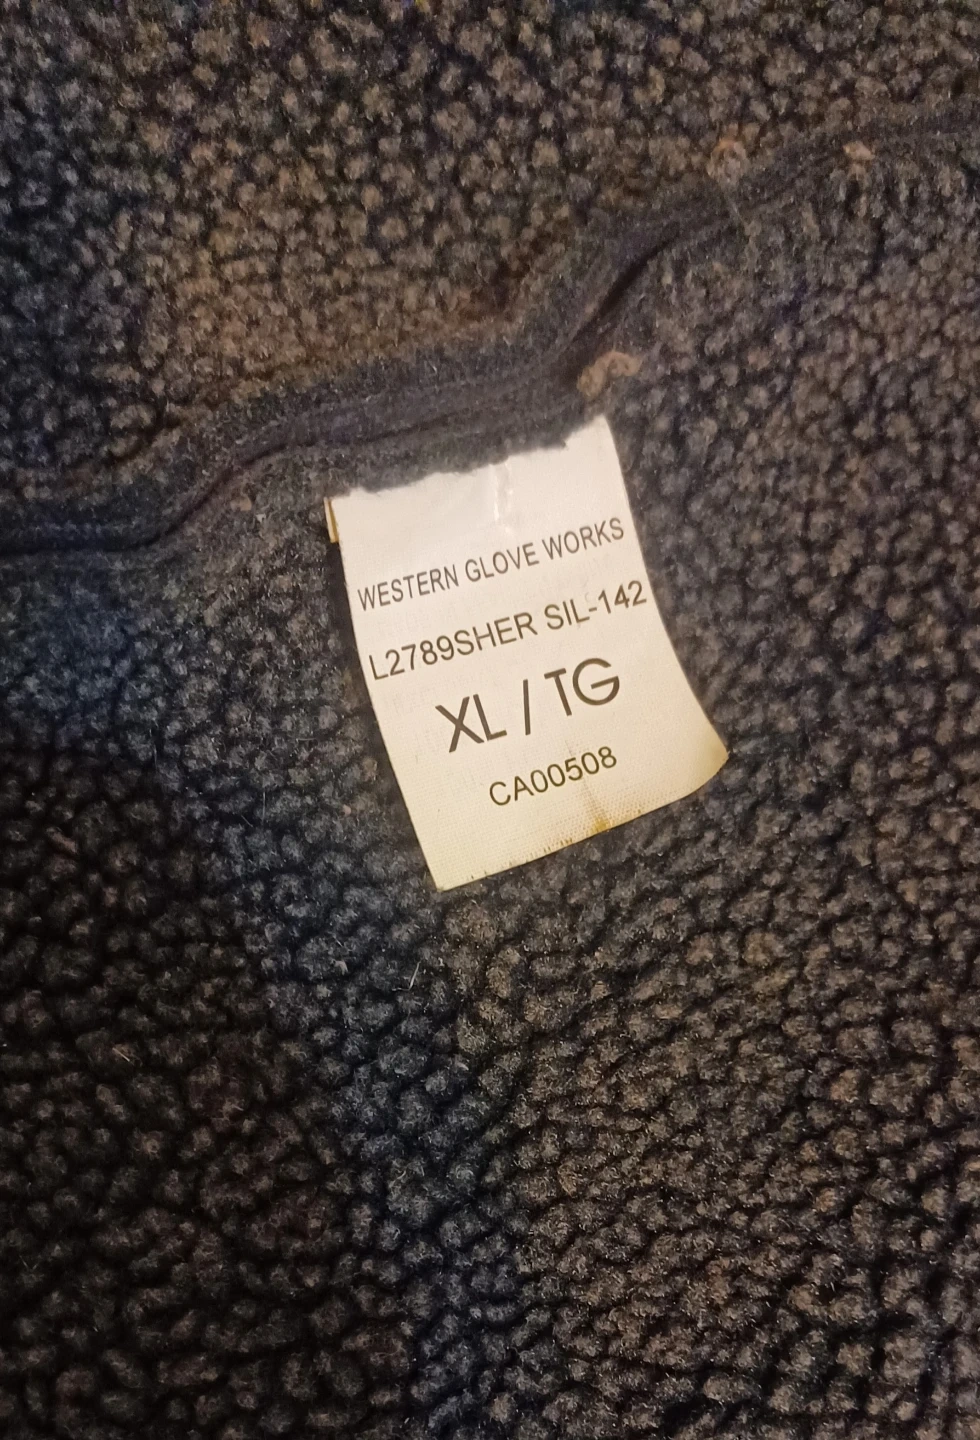 WESTERN GLOVE WORKS
L2789SHER SIL-142
XL / TG
CA00508